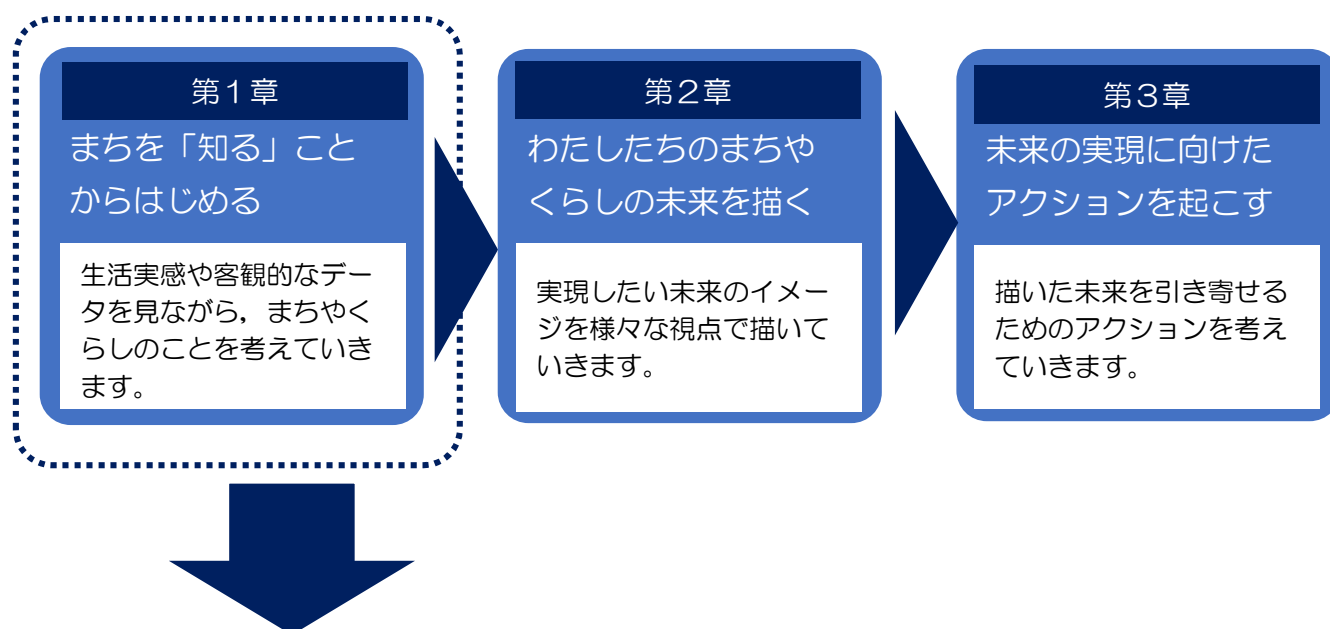 第１章
まちを「知る」こと
からはじめる
生活実感や客観的なデー
タを見ながら，まちやく
らしのことを考えていき
ます。
第２章
わたしたちのまちや
くらしの未来を描く
実現したい未来のイメー
ジを様々な視点で描いて
いきます。
第３章
未来の実現に向けた
アクションを起こす
描いた未来を引き寄せる
ためのアクションを考え
ていきます。